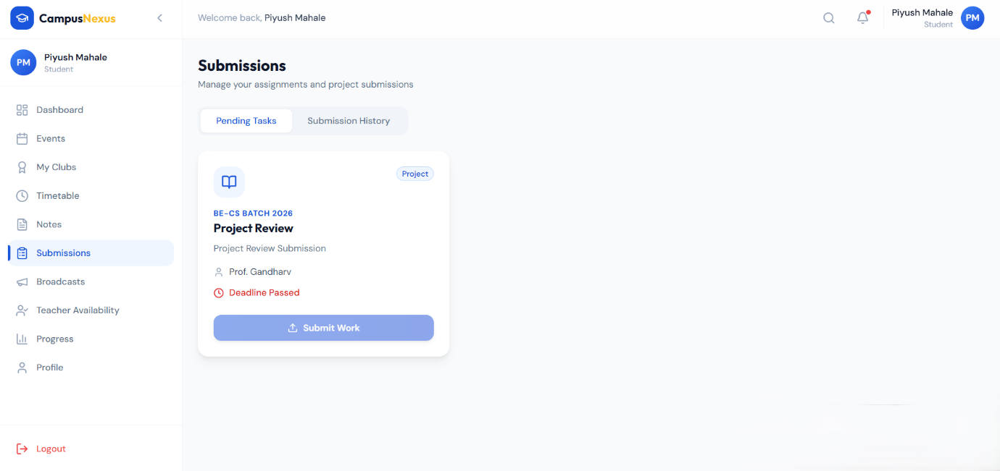 CampusNexus
Welcome back, Piyush Mahale
Piyush Mahale
Student
PM
PM
Piyush Mahale
Student
Dashboard
Events
My Clubs
Timetable
Notes
Submissions
Broadcasts
Teacher Availability
Progress
Profile
Logout
Submissions
Manage your assignments and project submissions
Pending Tasks
Submission History
Project
BE-CS BATCH 2026
Project Review
Project Review Submission
Prof. Gandharv
Deadline Passed
Submit Work